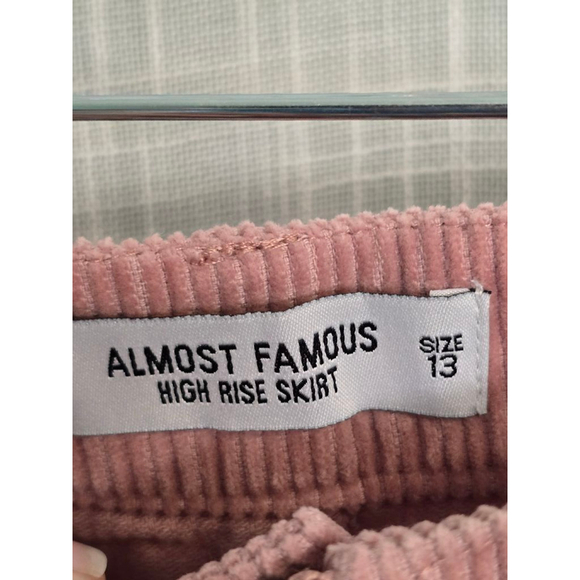 ALMOST FAMOUS
HIGH RISE SKIRT
SIZE
13